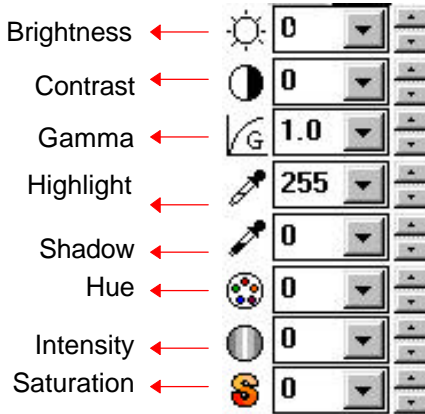 Brightness 0
Contrast 0
Gamma G 1.0
Highlight 255
Shadow 0
Hue 0
Intensity 0
Saturation S 0